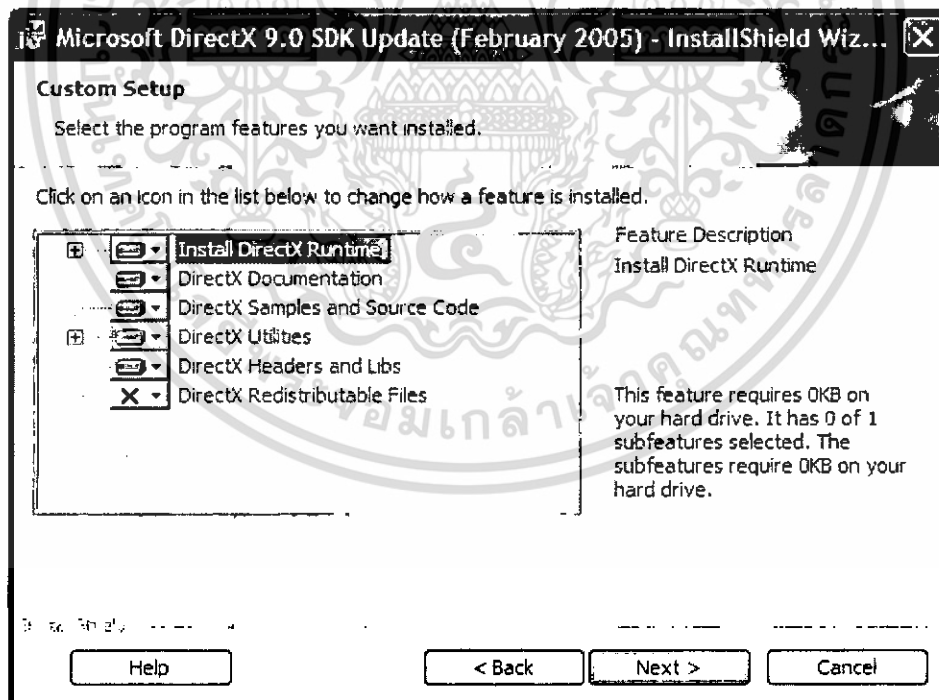 Microsoft DirectX 9.0 SDK Update (February 2005) - InstallShield Wiz...
Custom Setup
Select the program features you want installed.
Click on an icon in the list below to change how a feature is installed.
Install DirectX Runtime
DirectX Documentation
DirectX Samples and Source Code
DirectX Utilities
DirectX Headers and Libs
DirectX Redistributable Files
Feature Description
Install DirectX Runtime
This feature requires 0KB on
your hard drive. It has 0 of 1
subfeatures selected. The
subfeatures require 0KB on your
hard drive.
Help
< Back
Next >
Cancel